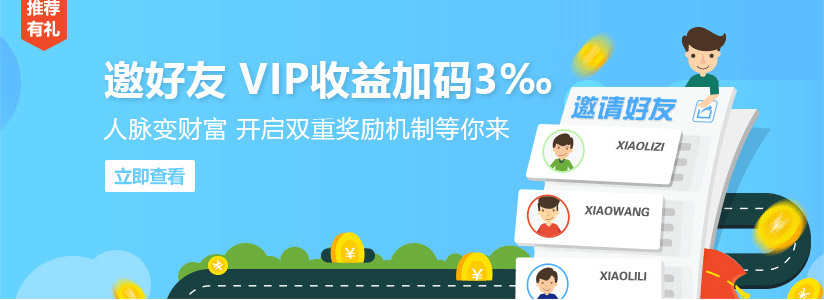 推荐
有礼
邀好友 VIP收益加码3‰
人脉变财富 开启双重奖励机制等你来
立即查看
邀请好友
XIAOLIZI
XIAOWANG
XIAOLILI
¥
¥